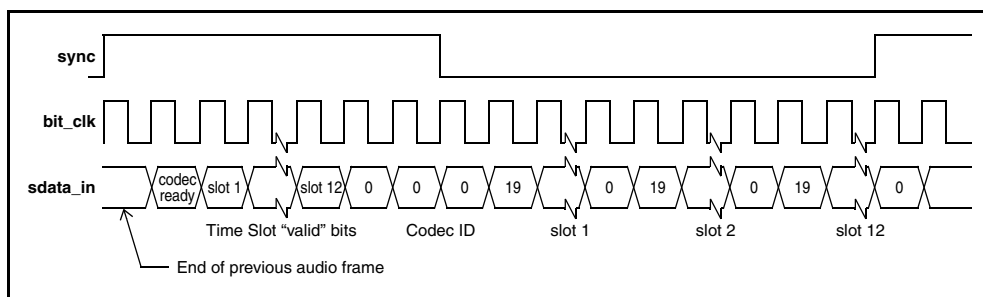 sync
bit_clk
sdata_in
codec
ready
slot 1
slot 12
0
0
0
19
0
19
0
19
0
Time Slot “valid” bits
Codec ID
slot 1
slot 2
slot 12
End of previous audio frame